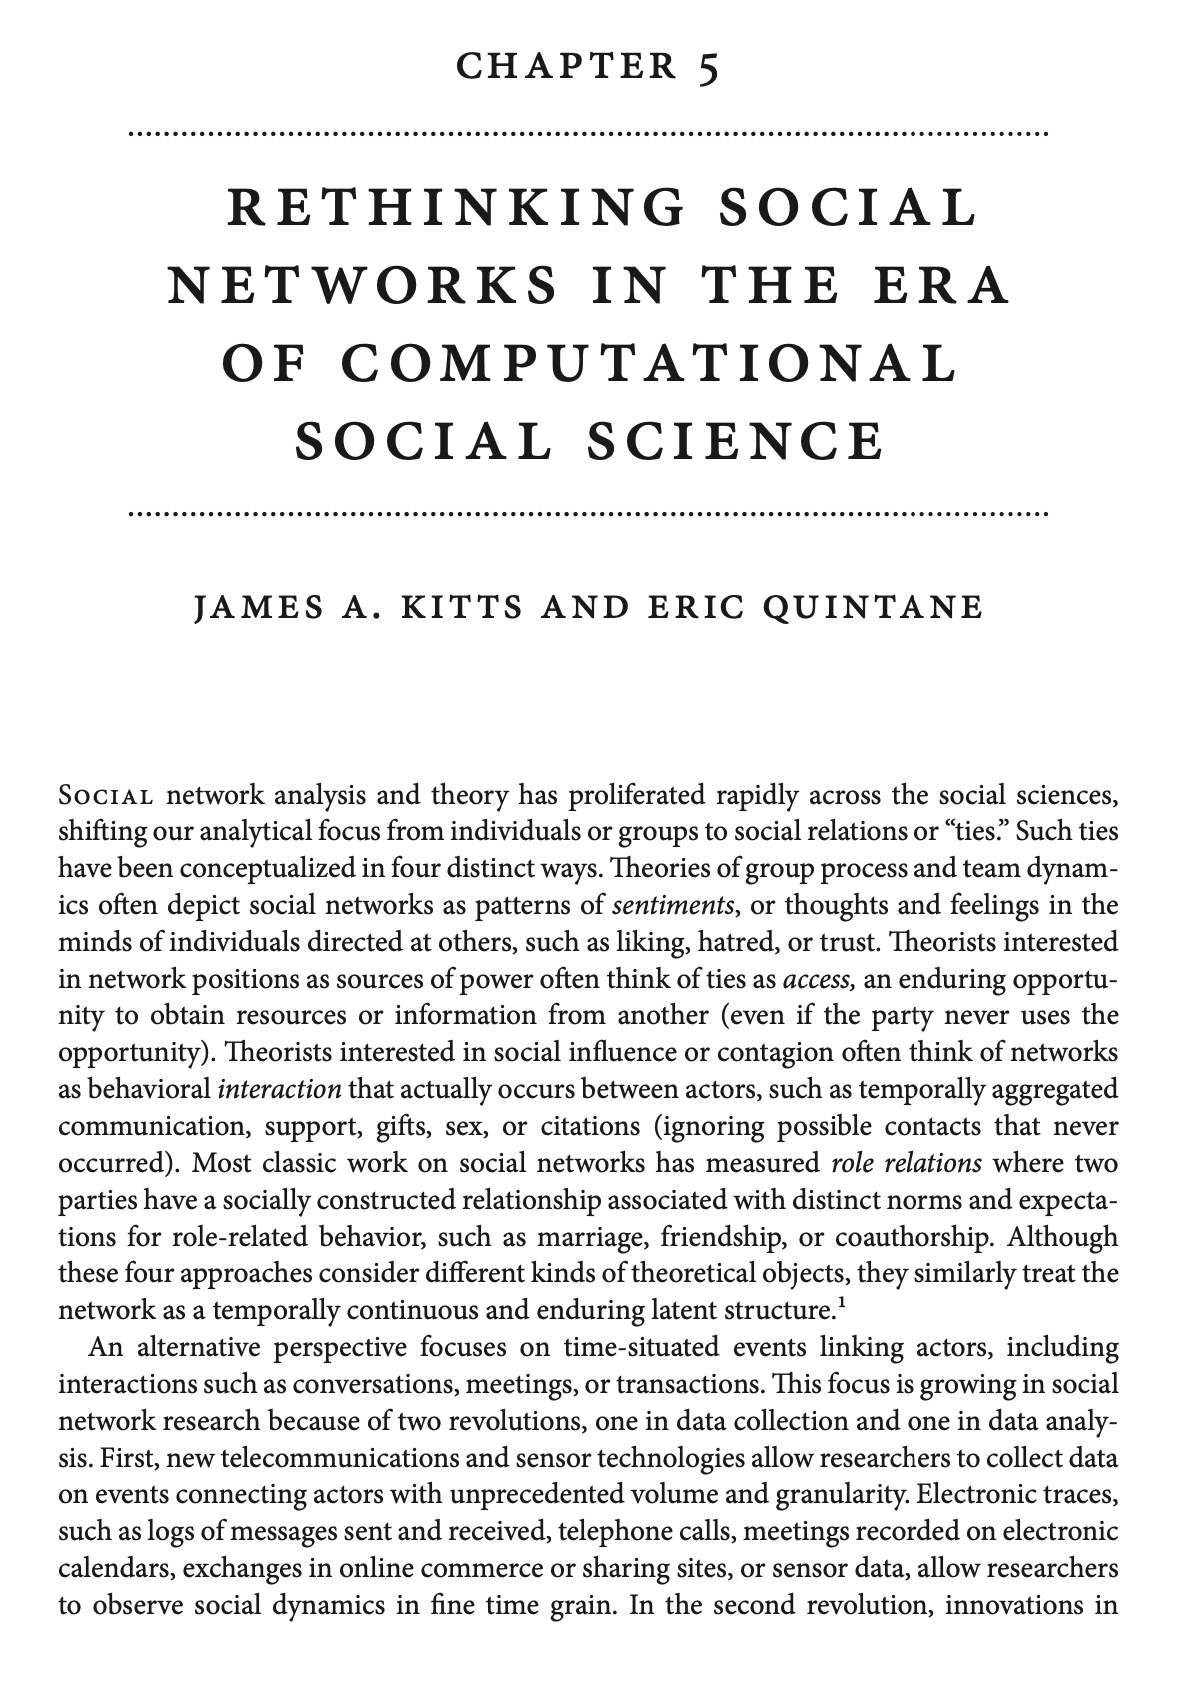 CHAPTER 5
RETHINKING SOCIAL
NETWORKS IN THE ERA
OF COMPUTATIONAL
SOCIAL SCIENCE
JAMES A. KITTS AND ERIC QUINTANE
Social network analysis and theory has proliferated rapidly across the social sciences,
shifting our analytical focus from individuals or groups to social relations or “ties.” Such ties
have been conceptualized in four distinct ways. Theories of group process and team dynam-
ics often depict social networks as patterns of sentiments, or thoughts and feelings in the
minds of individuals directed at others, such as liking, hatred, or trust. Theorists interested
in network positions as sources of power often think of ties as access, an enduring opportu-
nity to obtain resources or information from another (even if the party never uses the
opportunity). Theorists interested in social influence or contagion often think of networks
as behavioral interaction that actually occurs between actors, such as temporally aggregated
communication, support, gifts, sex, or citations (ignoring possible contacts that never
occurred). Most classic work on social networks has measured role relations where two
parties have a socially constructed relationship associated with distinct norms and expecta-
tions for role-related behavior, such as marriage, friendship, or coauthorship. Although
these four approaches consider different kinds of theoretical objects, they similarly treat the
network as a temporally continuous and enduring latent structure.¹
An alternative perspective focuses on time-situated events linking actors, including
interactions such as conversations, meetings, or transactions. This focus is growing in social
network research because of two revolutions, one in data collection and one in data analy-
sis. First, new telecommunications and sensor technologies allow researchers to collect data
on events connecting actors with unprecedented volume and granularity. Electronic traces,
such as logs of messages sent and received, telephone calls, meetings recorded on electronic
calendars, exchanges in online commerce or sharing sites, or sensor data, allow researchers
to observe social dynamics in fine time grain. In the second revolution, innovations in